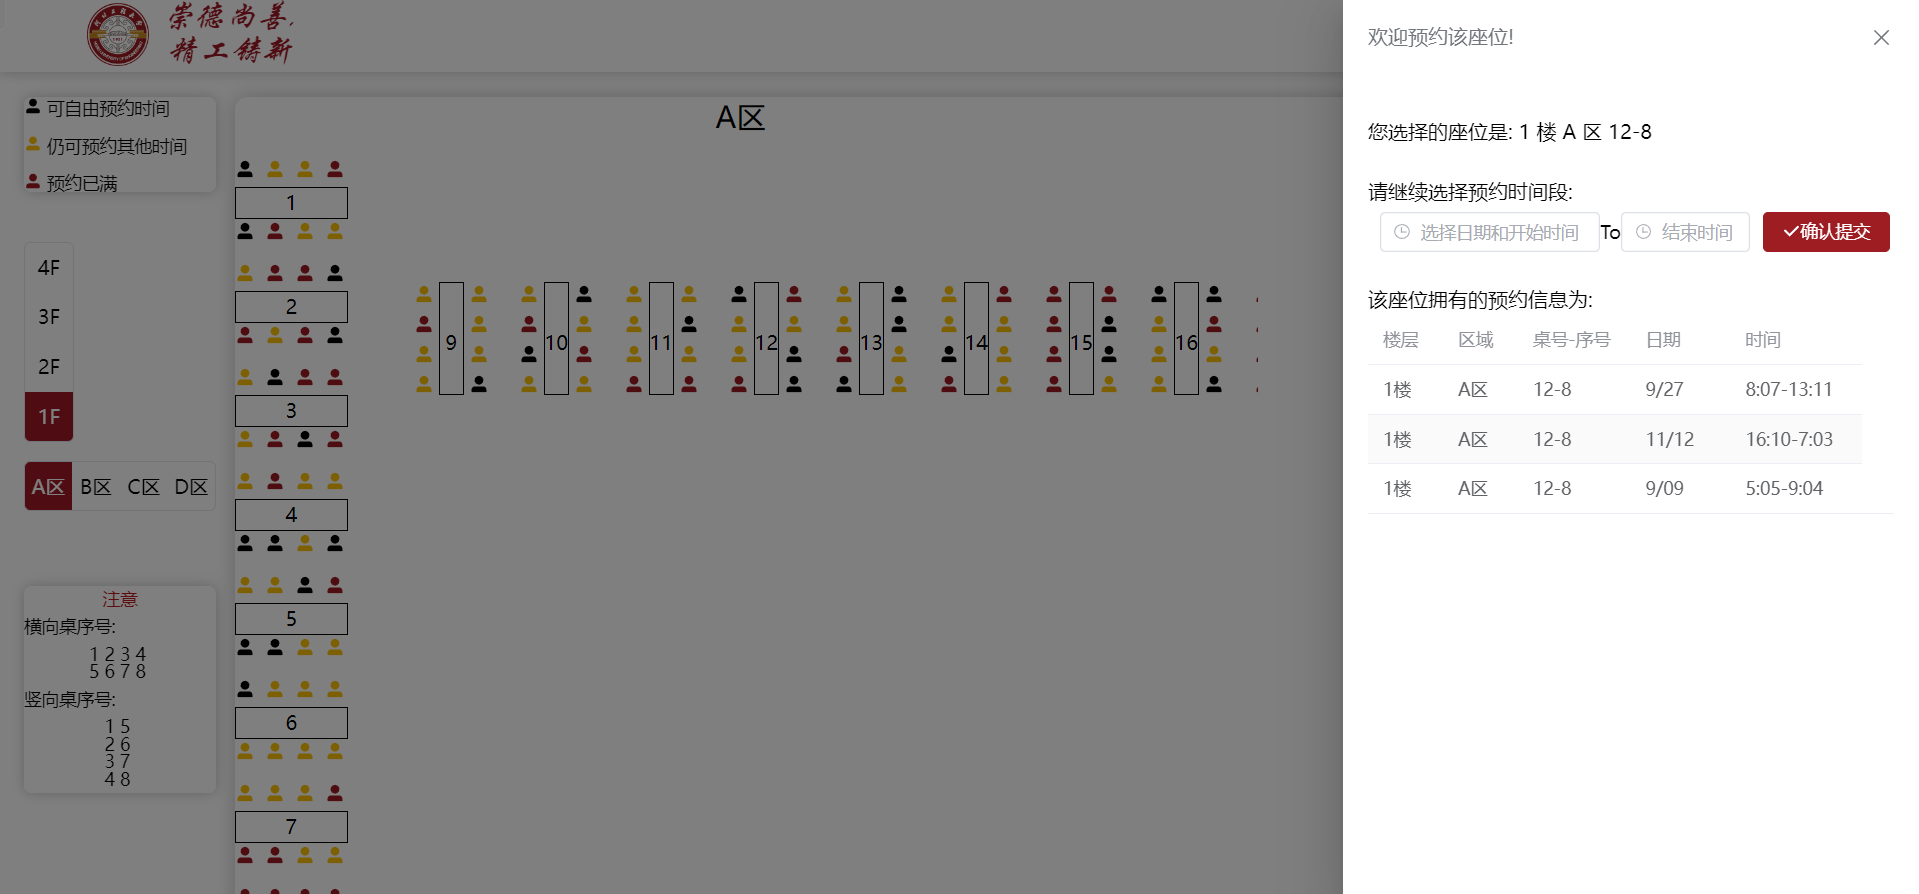 崇德尚善,
精工铸新
可自由预约时间
仍可预约其他时间
预约已满
4F
3F
2F
1F
A区 B区 C区 D区
注意
横向桌序号:
1 2 3 4
5 6 7 8
竖向桌序号:
1 5
2 6
3 7
4 8
A区
1
2
3
4
5
6
7
9 10 11 12 13 14 15 16
欢迎预约该座位!
您选择的座位是: 1 楼 A 区 12-8
请继续选择预约时间段:
选择日期和开始时间 To 结束时间 确认提交
该座位拥有的预约信息为:
楼层 区域 桌号-序号 日期 时间
1楼 A区 12-8 9/27 8:07-13:11
1楼 A区 12-8 11/12 16:10-7:03
1楼 A区 12-8 9/09 5:05-9:04